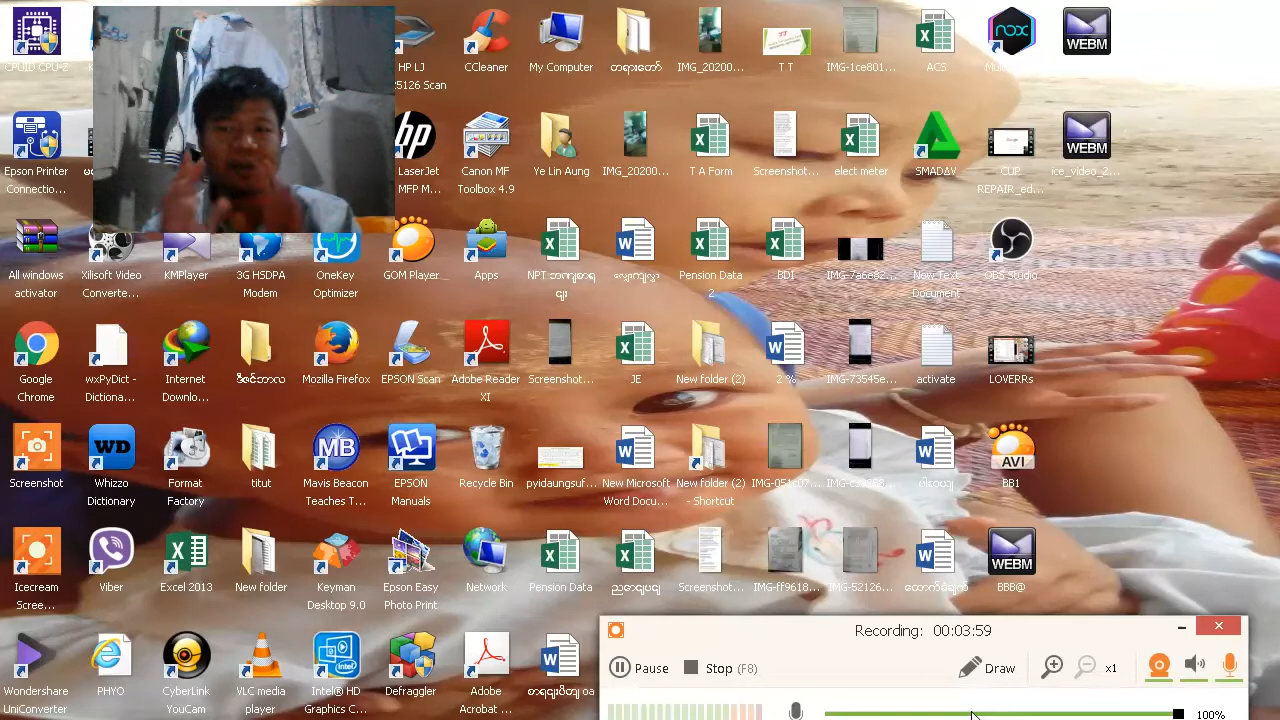 CPUID CPU-Z
HP LJ
CCleaner
My Computer
တရားတော်
IMG_20200...
T T
IMG-1ce801...
ACS
WEBM
nox
5126 Scan
Epson Printer
Connectio...
LaserJet
MFP M...
Canon MF
Toolbox 4.9
Ye Lin Aung
IMG_20200...
T A Form
Screenshot...
elect meter
SMADΔV
CUP
REPAIR_ed...
WEBM
ice_video_2...
All windows
activator
Xilisoft Video
Converte...
KMPlayer
3G HSDPA
Modem
OneKey
Optimizer
GOM Player
Apps
Pension Data
2
BDI
IMG-7a6e82...
New Text
Document
OBS Studio
Google
Chrome
wxPyDict -
Dictiona...
Internet
Downlo...
Mozilla Firefox
EPSON Scan
Adobe Reader
XI
Screenshot...
JE
New folder (2)
2 %
IMG-73545e...
activate
LOVERRs
Screenshot
Whizzo
Dictionary
Format
Factory
titut
Mavis Beacon
Teaches T...
EPSON
Manuals
Recycle Bin
pyidaungsuf...
New Microsoft
Word Docu...
New folder (2)
- Shortcut
AVI
BB1
Icecream
Scree...
Viber
Excel 2013
New folder
Keyman
Desktop 9.0
Epson Easy
Photo Print
Network
Pension Data
Screenshot...
IMG-ff9618...
IMG-52126...
WEBM
BBB@
Wondershare
UniConverter
PHYO
CyberLink
YouCam
VLC media
player
Intel® HD
Graphics C...
Defraggler
Adobe
Acrobat ...
Recording: 00:03:59
Pause
Stop (F8)
Draw
x1
100%